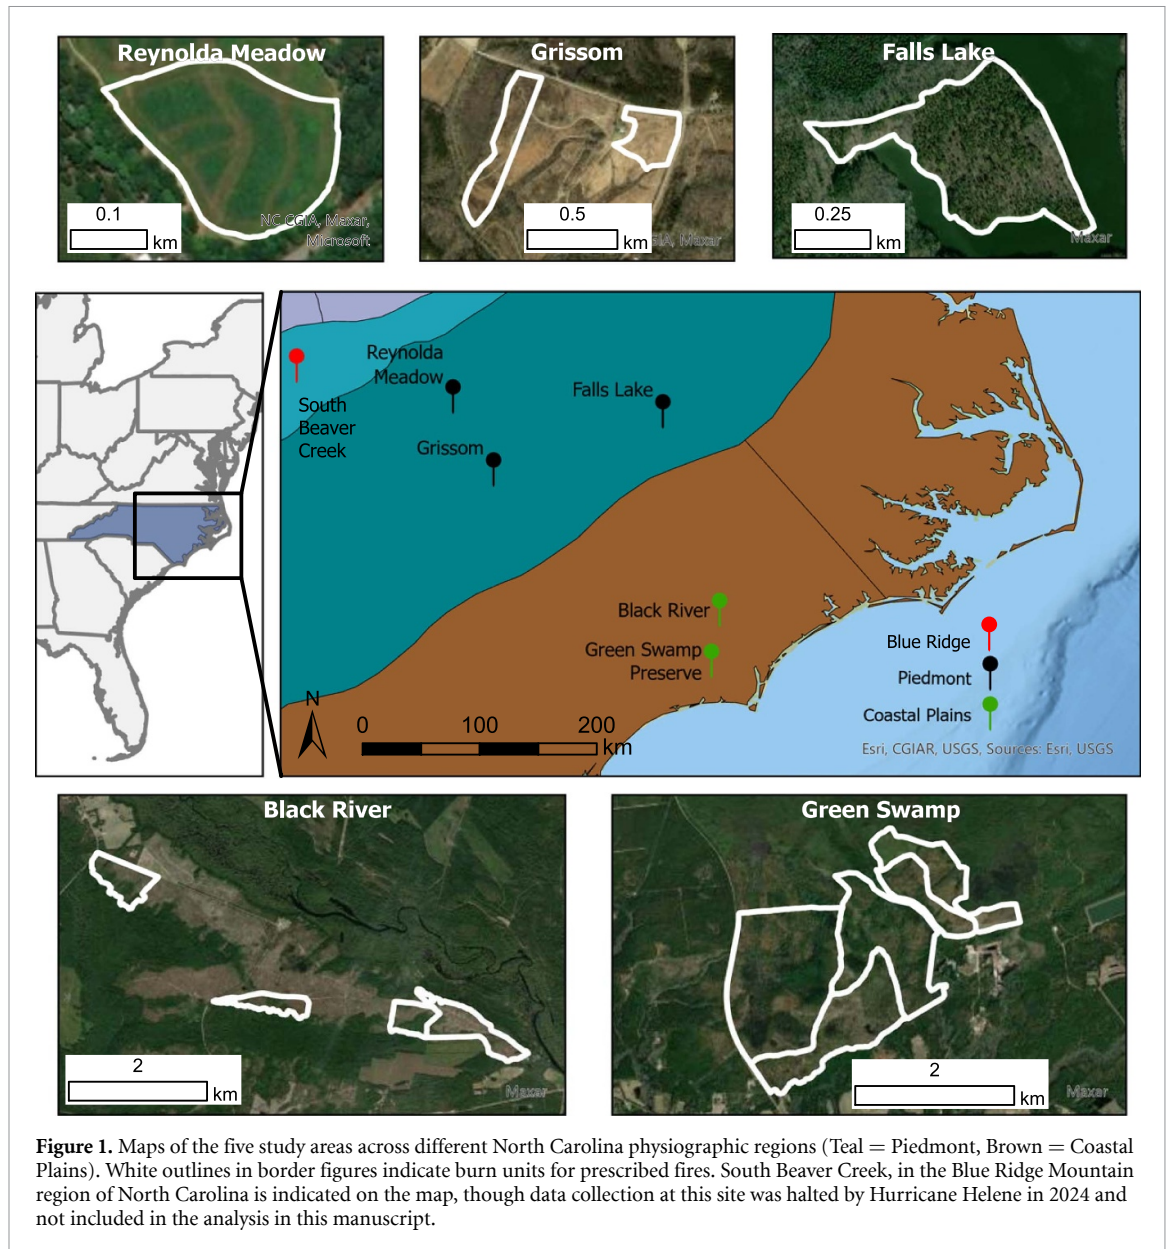 Reynolda Meadow
0.1
km
NC CGIA, Maxar,
Microsoft
Grissom
0.5
km
GIA, Maxar
Falls Lake
0.25
km
Maxar
Reynolda
Meadow
Falls Lake
South
Beaver
Creek
Grissom
Black River
Green Swamp
Preserve
Blue Ridge
Piedmont
Coastal Plains
N
0 100 200
km
Esri, CGIAR, USGS, Sources: Esri, USGS
Black River
2
km
Maxar
Green Swamp
2
km
Maxar
Figure 1. Maps of the five study areas across different North Carolina physiographic regions (Teal = Piedmont, Brown = Coastal
Plains). White outlines in border figures indicate burn units for prescribed fires. South Beaver Creek, in the Blue Ridge Mountain
region of North Carolina is indicated on the map, though data collection at this site was halted by Hurricane Helene in 2024 and
not included in the analysis in this manuscript.